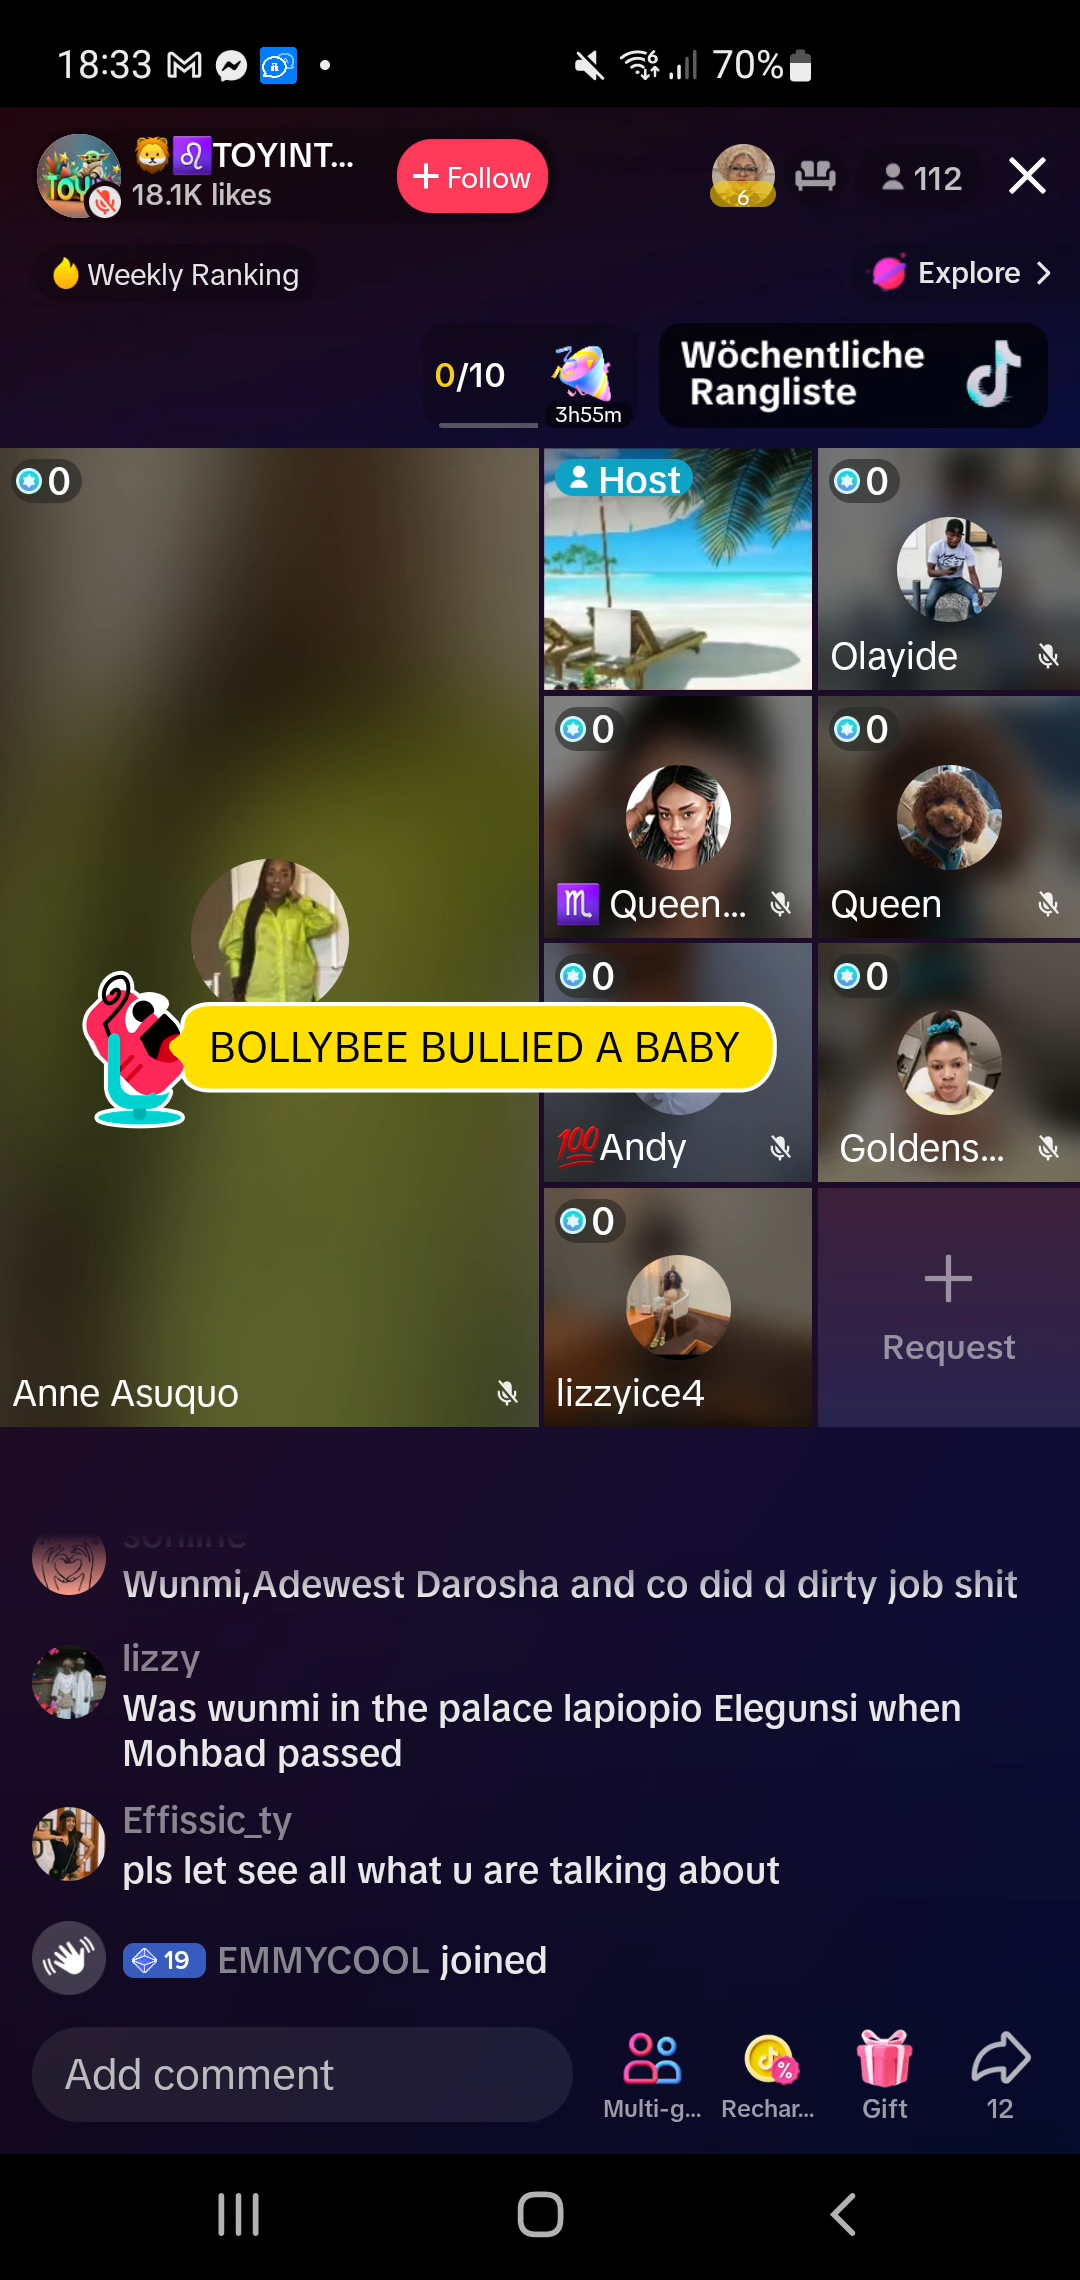 18:33
70%
🦁♌TOYINT...
18.1K likes
+ Follow
6
112
Weekly Ranking
Explore
0/10
3h55m
Wöchentliche
Rangliste
0
Host
0
Olayide
0
♏ Queen...
0
Queen
0
💯Andy
0
Goldens...
BOLLYBEE BULLIED A BABY
Anne Asuquo
0
lizzyice4
Request
Wunmi,Adewest Darosha and co did d dirty job shit
lizzy
Was wunmi in the palace lapiopio Elegunsi when
Mohbad passed
Effissic_ty
pls let see all what u are talking about
19 EMMYCOOL joined
Add comment
Multi-g...
Rechar...
Gift
12